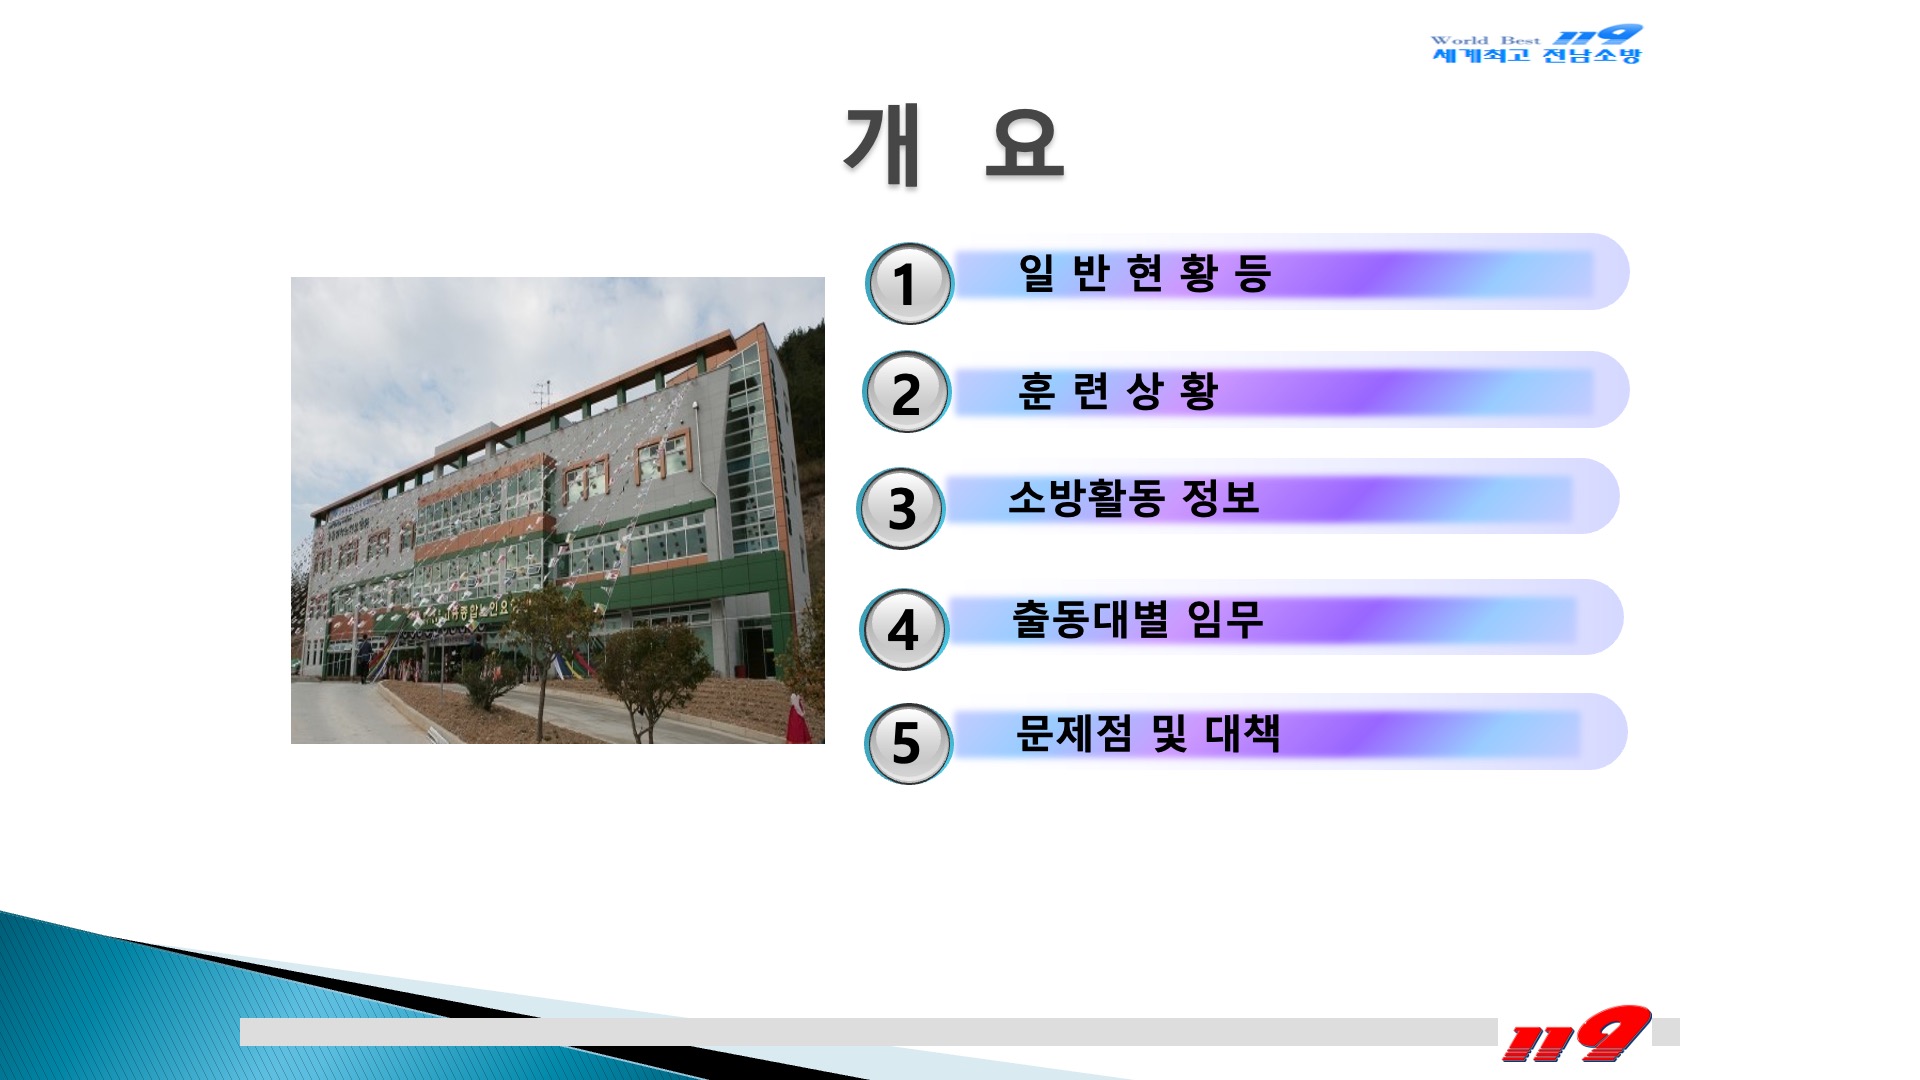 World Best 119
세계최고 전남소방
개 요
1 일 반 현 황 등
2 훈 련 상 황
3 소방활동 정보
4 출동대별 임무
5 문제점 및 대책
119